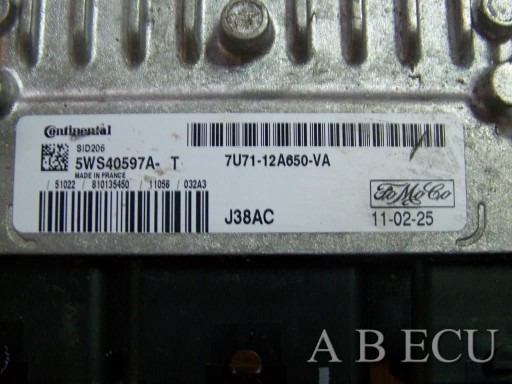 Continental
SID206
5WS40597A- T
MADE IN FRANCE
7U71-12A650-VA
/ 51022 / 810135450 / 11056 / 032A3
J38AC
FoMoCo
11-02-25
A B ECU